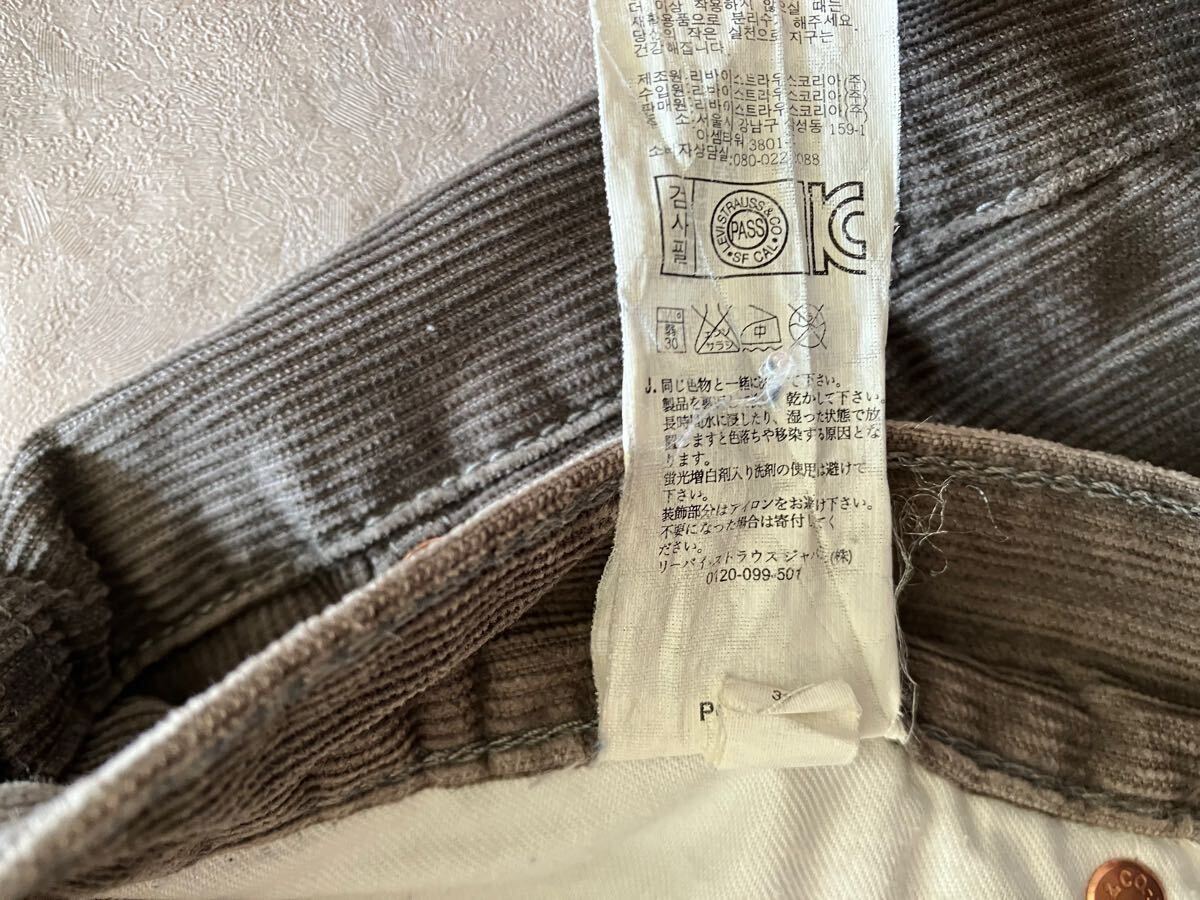 더 이상 착용하지 않으실 때는
재활용품으로 분리수거 해주세요.
당신의 작은 실천으로 지구는
건강해집니다.
제조원:리바이스트라우스코리아(주)
수입원:리바이스트라우스코리아(주)
판매원:리바이스트라우스코리아(주)
주 소:서울시 강남구 삼성동 159-1
아셈타워 3801
소비자상담실:080-022
검사필
LEVI STRAUSS & CO
PASS
SF CAL
弱
30
エンソ
サラシ
中
J. 同じ色物と一緒に て下さい。
製品を 乾かして下さい。
長時間水に浸したり、湿った状態で放
置しますと色落ちや移染する原因とな
ります。
蛍光増白剤入り洗剤の使用は避けて
下さい。
装飾部分はアイロンをお避け下さい。
不要になった場合は寄付してく
ださい。
リーバイ・ストラウス ジャパン(株)
0120-099-501
& CO